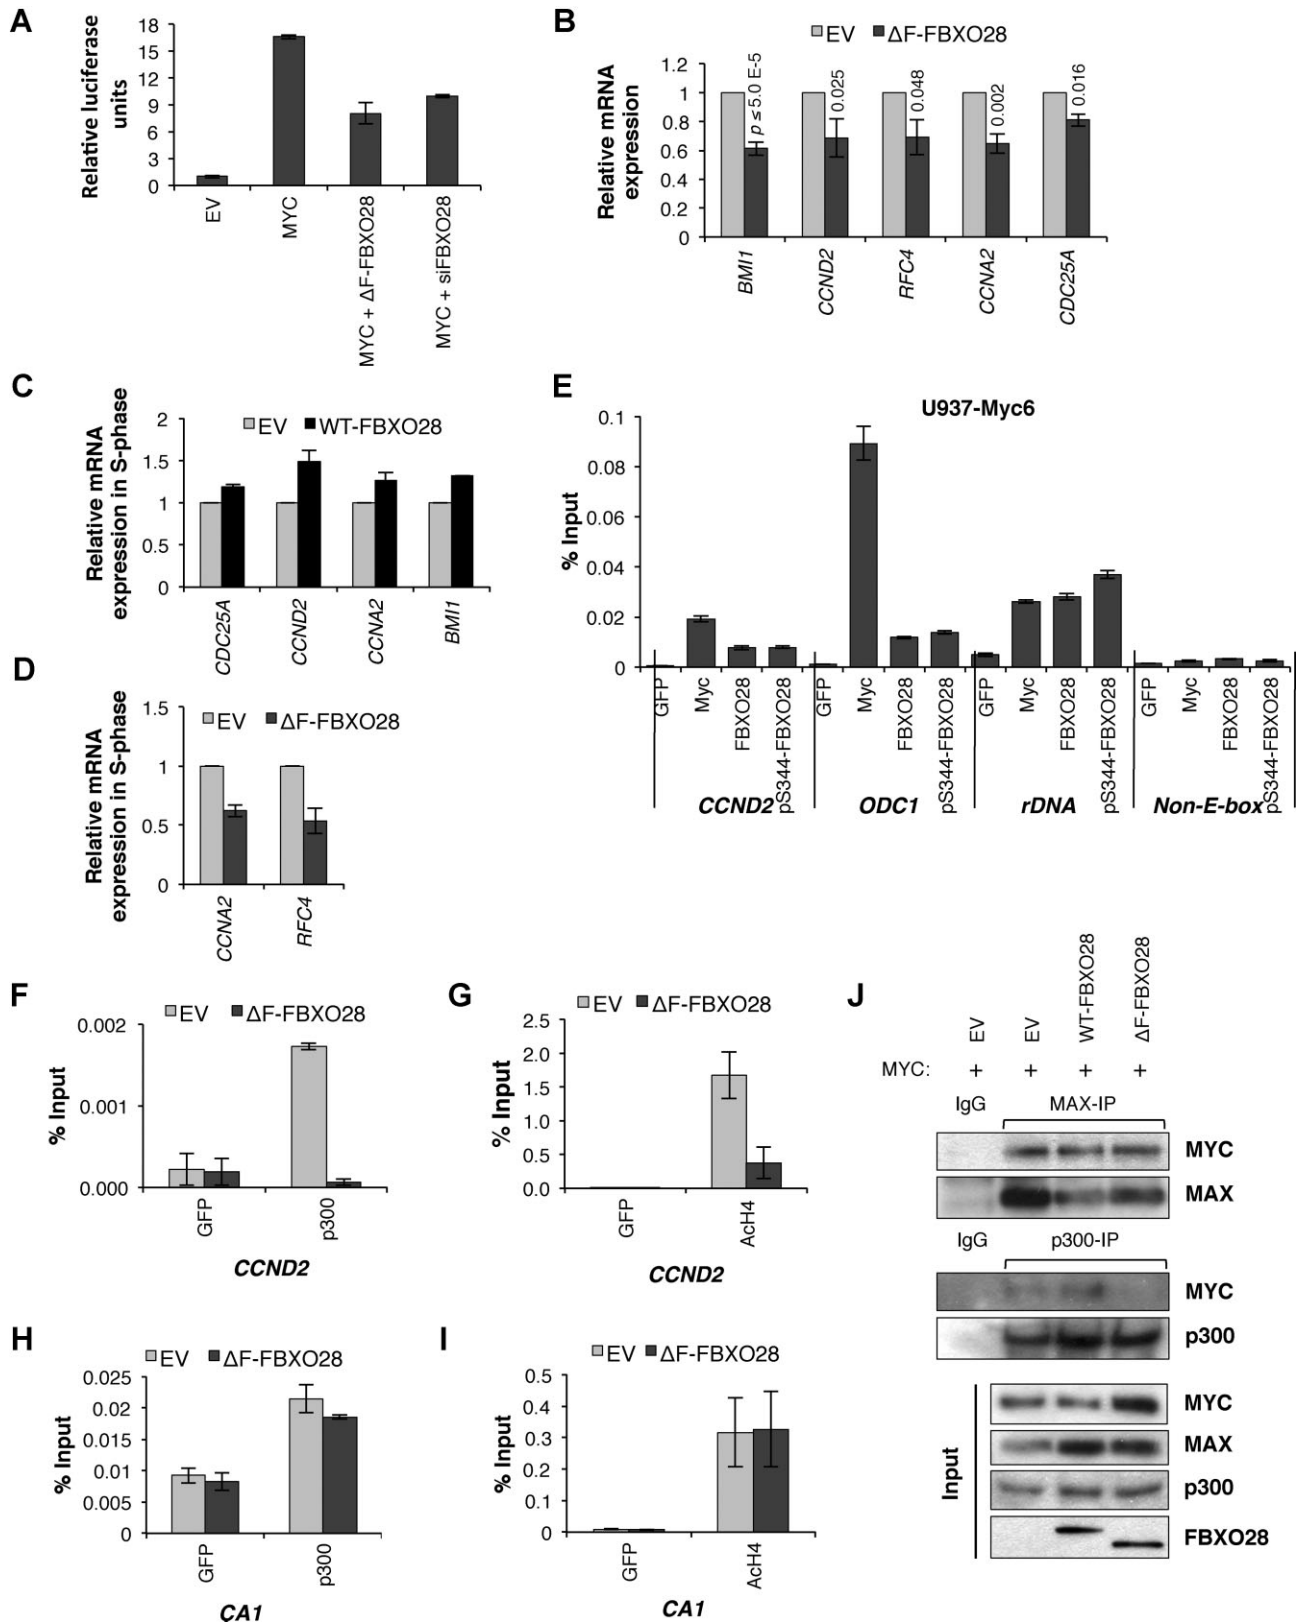 A
Relative luciferase
units
18
15
12
9
6
3
0
EV
MYC
MYC + ΔF-FBXO28
MYC + siFBXO28
B
EV ΔF-FBXO28
Relative mRNA
expression
1.2
1
0.8
0.6
0.4
0.2
0
p ≤ 5.0 E-5
0.025
0.048
0.002
0.016
BMI1
CCND2
RFC4
CCNA2
CDC25A
C
Relative mRNA
expression in S-phase
EV WT-FBXO28
2
1.5
1
0.5
0
CDC25A
CCND2
CCNA2
BMI1
D
Relative mRNA
expression in S-phase
EV ΔF-FBXO28
1.5
1
0.5
0
CCNA2
RFC4
E
U937-Myc6
% Input
0.1
0.08
0.06
0.04
0.02
0
GFP
Myc
FBXO28
pS344-FBXO28
GFP
Myc
FBXO28
pS344-FBXO28
GFP
Myc
FBXO28
pS344-FBXO28
GFP
Myc
FBXO28
pS344-FBXO28
CCND2
ODC1
rDNA
Non-E-box
F
EV ΔF-FBXO28
% Input
0.002
0.001
0.000
GFP
p300
CCND2
G
EV ΔF-FBXO28
% Input
2.5
2.0
1.5
1.0
0.5
0.0
GFP
AcH4
CCND2
H
EV ΔF-FBXO28
% Input
0.025
0.02
0.015
0.01
0.005
0
GFP
p300
CA1
I
EV ΔF-FBXO28
% Input
0.5
0.4
0.3
0.2
0.1
0
GFP
AcH4
CA1
J
EV
EV
WT-FBXO28
ΔF-FBXO28
MYC: + + + +
IgG MAX-IP
MYC
MAX
IgG p300-IP
MYC
p300
Input
MYC
MAX
p300
FBXO28